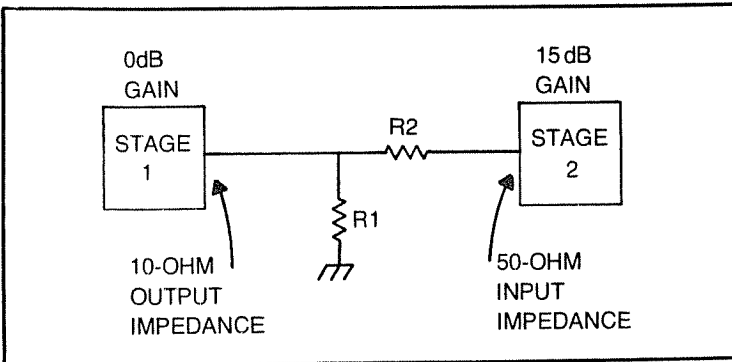 0dB
GAIN
15dB
GAIN
STAGE
1
R2
STAGE
2
R1
10-OHM
OUTPUT
IMPEDANCE
50-OHM
INPUT
IMPEDANCE